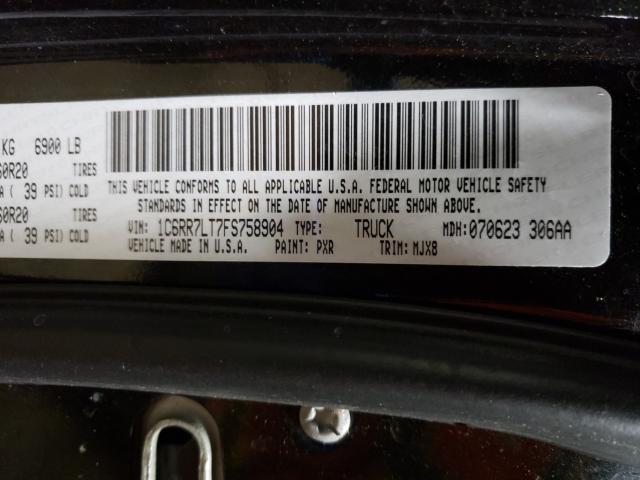 KG 6900 LB
60R20 TIRES
A ( 39 PSI) COLD
60R20 TIRES
A ( 39 PSI) COLD
THIS VEHICLE CONFORMS TO ALL APPLICABLE U.S.A. FEDERAL MOTOR VEHICLE SAFETY
STANDARDS IN EFFECT ON THE DATE OF MANUFACTURE SHOWN ABOVE.
VIN: 1C6RR7LT7FS758904 TYPE: TRUCK MDH:070623 306AA
VEHICLE MADE IN U.S.A. PAINT: PXR TRIM: MJX8